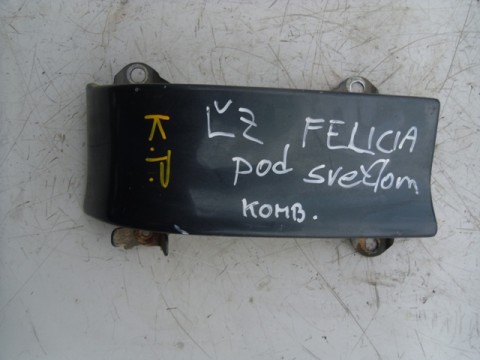 K.P.
ĽZ FELICIA
pod svetlom
KOMB.